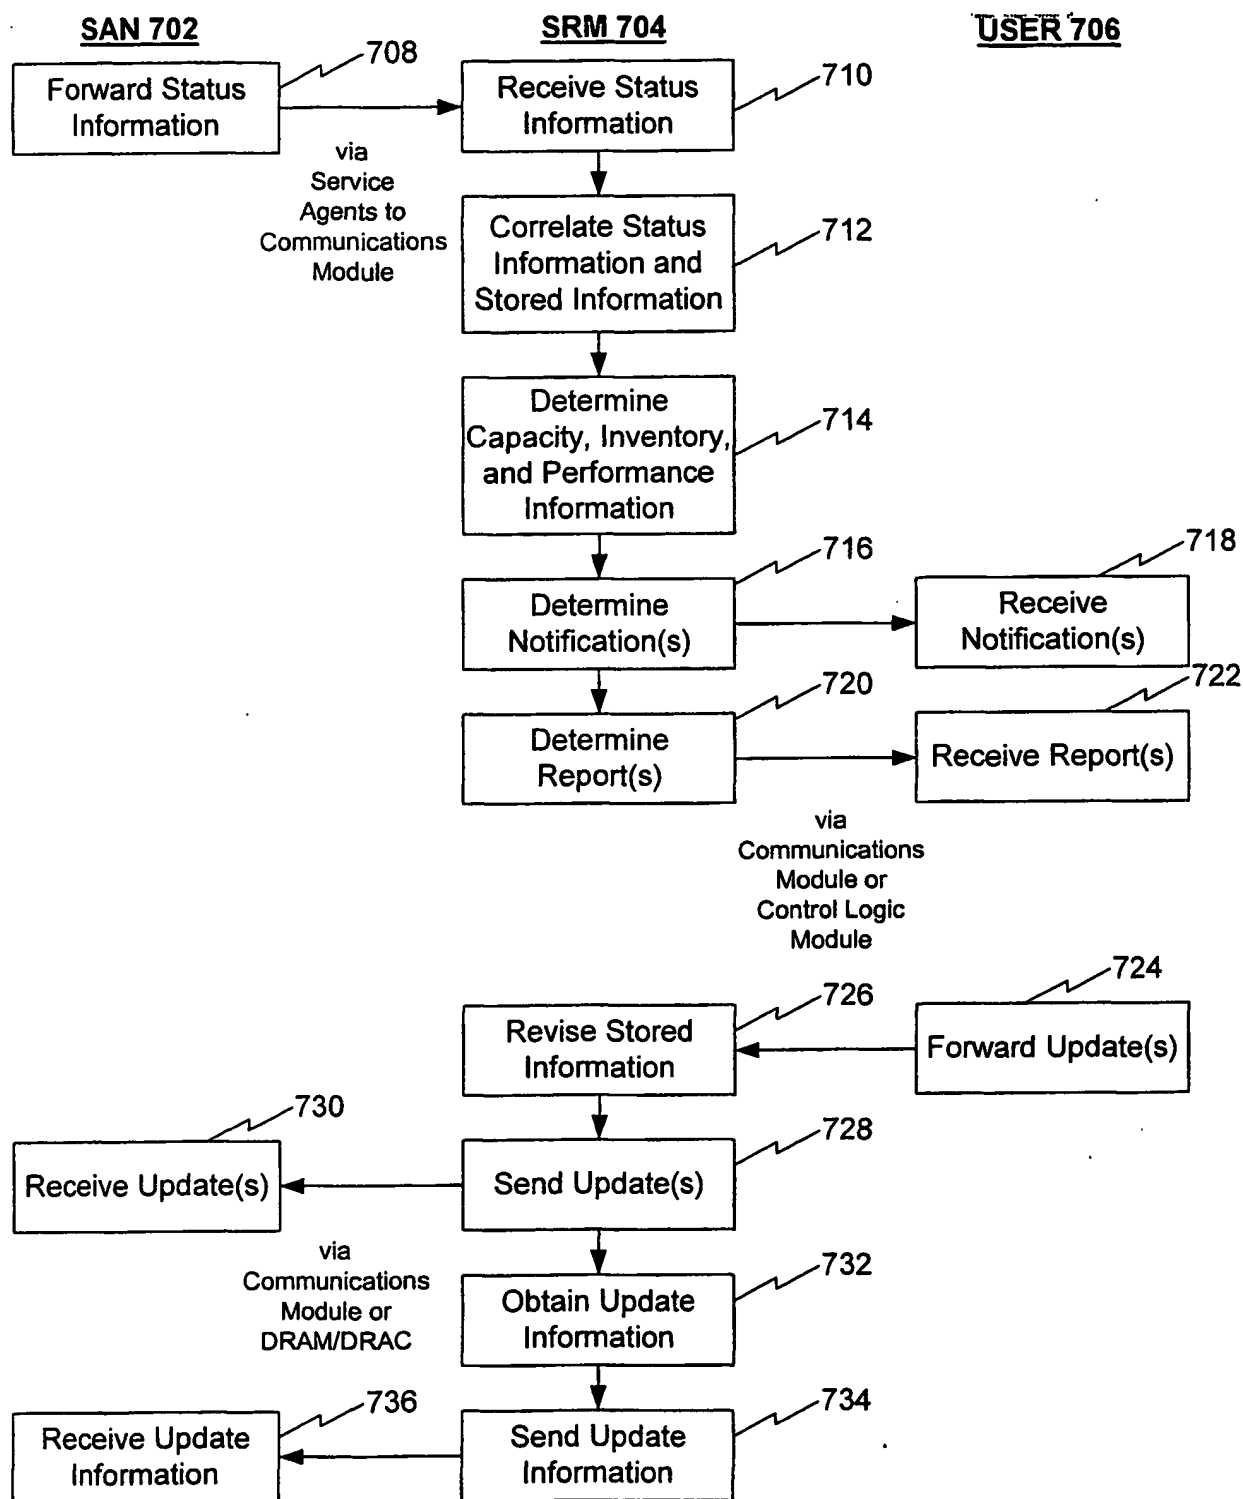 SAN 702
SRM 704
USER 706
708
Forward Status
Information
710
Receive Status
Information
via
Service
Agents to
Communications
Module
712
Correlate Status
Information and
Stored Information
714
Determine
Capacity, Inventory,
and Performance
Information
716
Determine
Notification(s)
718
Receive
Notification(s)
720
Determine
Report(s)
722
Receive Report(s)
via
Communications
Module or
Control Logic
Module
724
Forward Update(s)
726
Revise Stored
Information
728
Send Update(s)
730
Receive Update(s)
via
Communications
Module or
DRAM/DRAC
732
Obtain Update
Information
734
Send Update
Information
736
Receive Update
Information